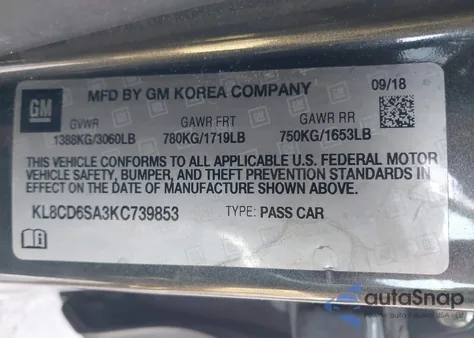 GM
MFD BY GM KOREA COMPANY
09/18
GVWR GAWR FRT GAWR RR
1388KG/3060LB 780KG/1719LB 750KG/1653LB
THIS VEHICLE CONFORMS TO ALL APPLICABLE U.S. FEDERAL MOTOR
VEHICLE SAFETY, BUMPER, AND THEFT PREVENTION STANDARDS IN
EFFECT ON THE DATE OF MANUFACTURE SHOWN ABOVE.
KL8CD6SA3KC739853 TYPE: PASS CAR
autoSnap